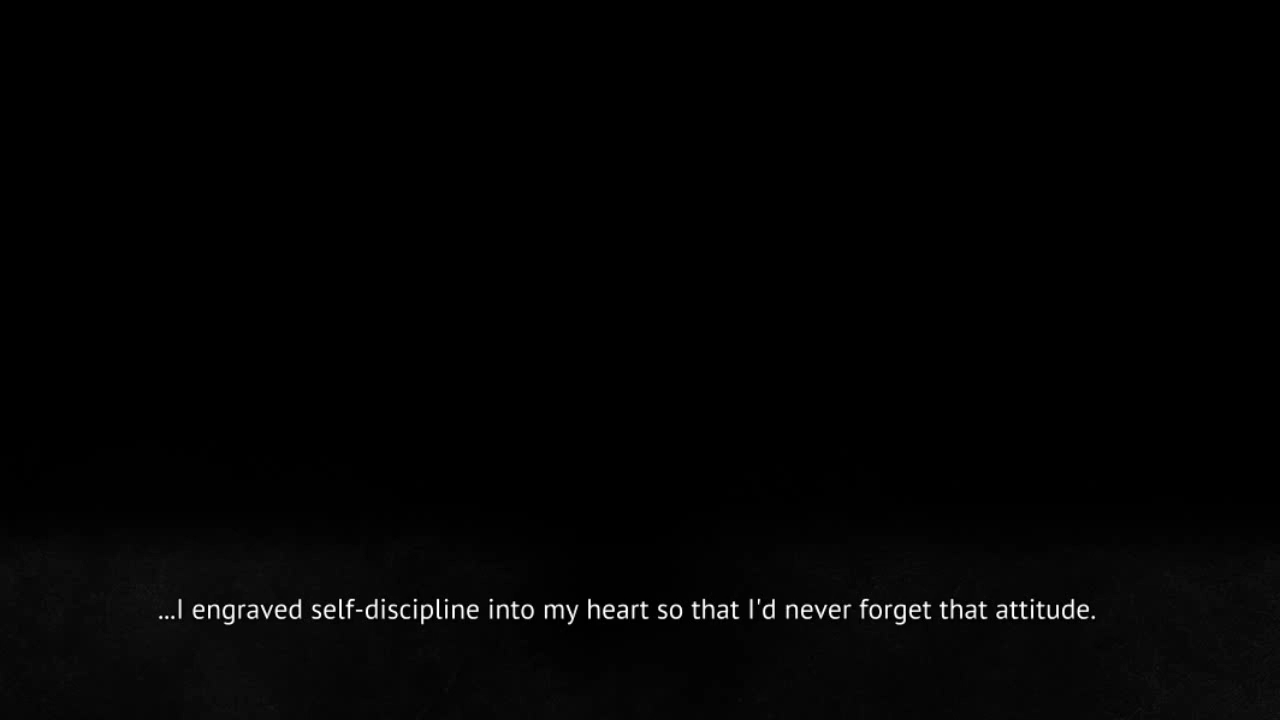 ...I engraved self-discipline into my heart so that I'd never forget that attitude.